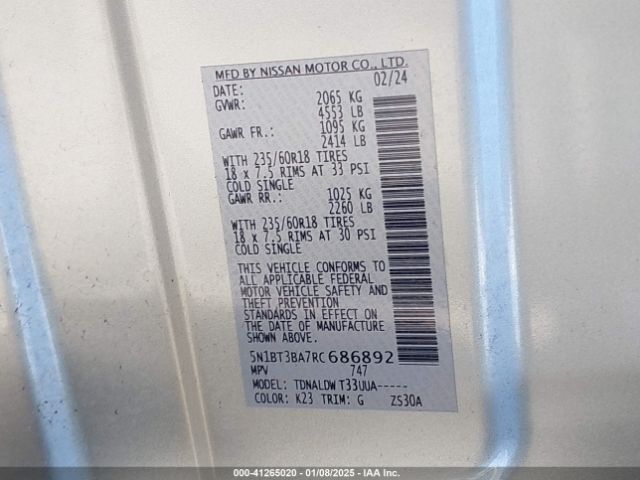 MFD BY NISSAN MOTOR CO., LTD.
DATE: 02/24
GVWR: 2065 KG
4553 LB
GAWR FR.: 1095 KG
2414 LB
WITH 235/60R18 TIRES
18 x 7.5 RIMS AT 33 PSI
COLD SINGLE
GAWR RR.: 1025 KG
2260 LB
WITH 235/60R18 TIRES
18 x 7.5 RIMS AT 30 PSI
COLD SINGLE
THIS VEHICLE CONFORMS TO
ALL APPLICABLE FEDERAL
MOTOR VEHICLE SAFETY AND
THEFT PREVENTION
STANDARDS IN EFFECT ON
THE DATE OF MANUFACTURE
SHOWN ABOVE.
5N1BT3BA7RC686892
MPV 747
MODEL: TDNALDW T33UUA-----
COLOR: K23 TRIM: G ZS30A
000-41265020 - 01/08/2025 - IAA Inc.